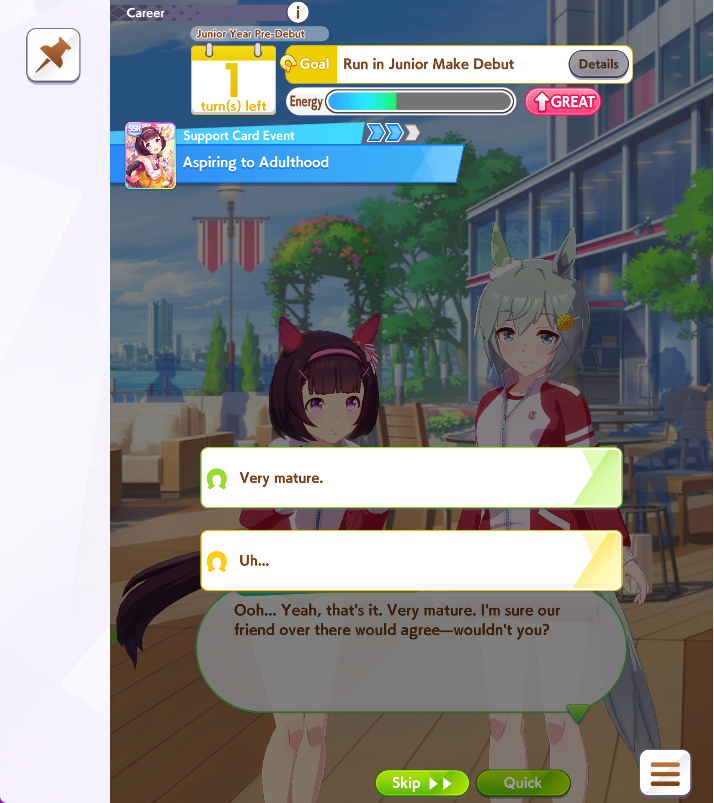 Career
i
Junior Year Pre-Debut
1
turn(s) left
Goal
Run in Junior Make Debut
Details
Energy
GREAT
SSR
Support Card Event
Aspiring to Adulthood
Very mature.
Uh...
Ooh... Yeah, that's it. Very mature. I'm sure our
friend over there would agree—wouldn't you?
Skip
Quick